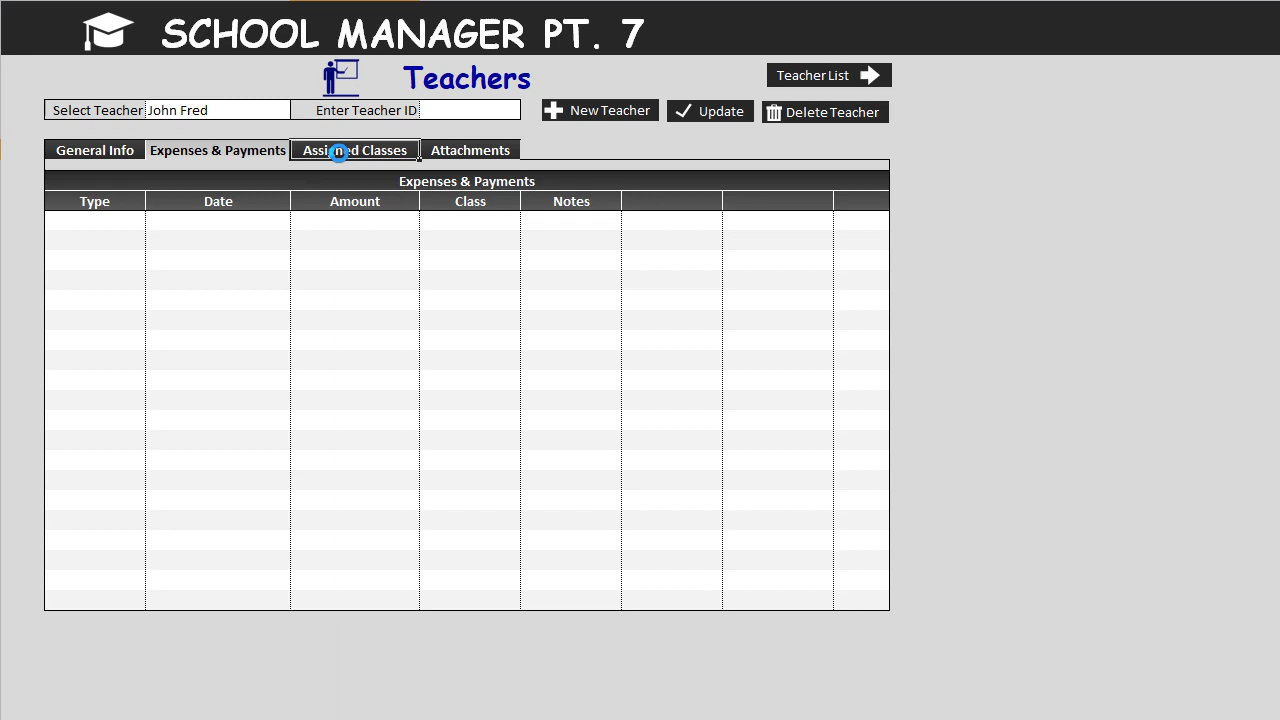 SCHOOL MANAGER PT. 7
Teachers
Teacher List
Select Teacher John Fred Enter Teacher ID
New Teacher Update Delete Teacher
General Info Expenses & Payments Assigned Classes Attachments
Expenses & Payments
Type Date Amount Class Notes